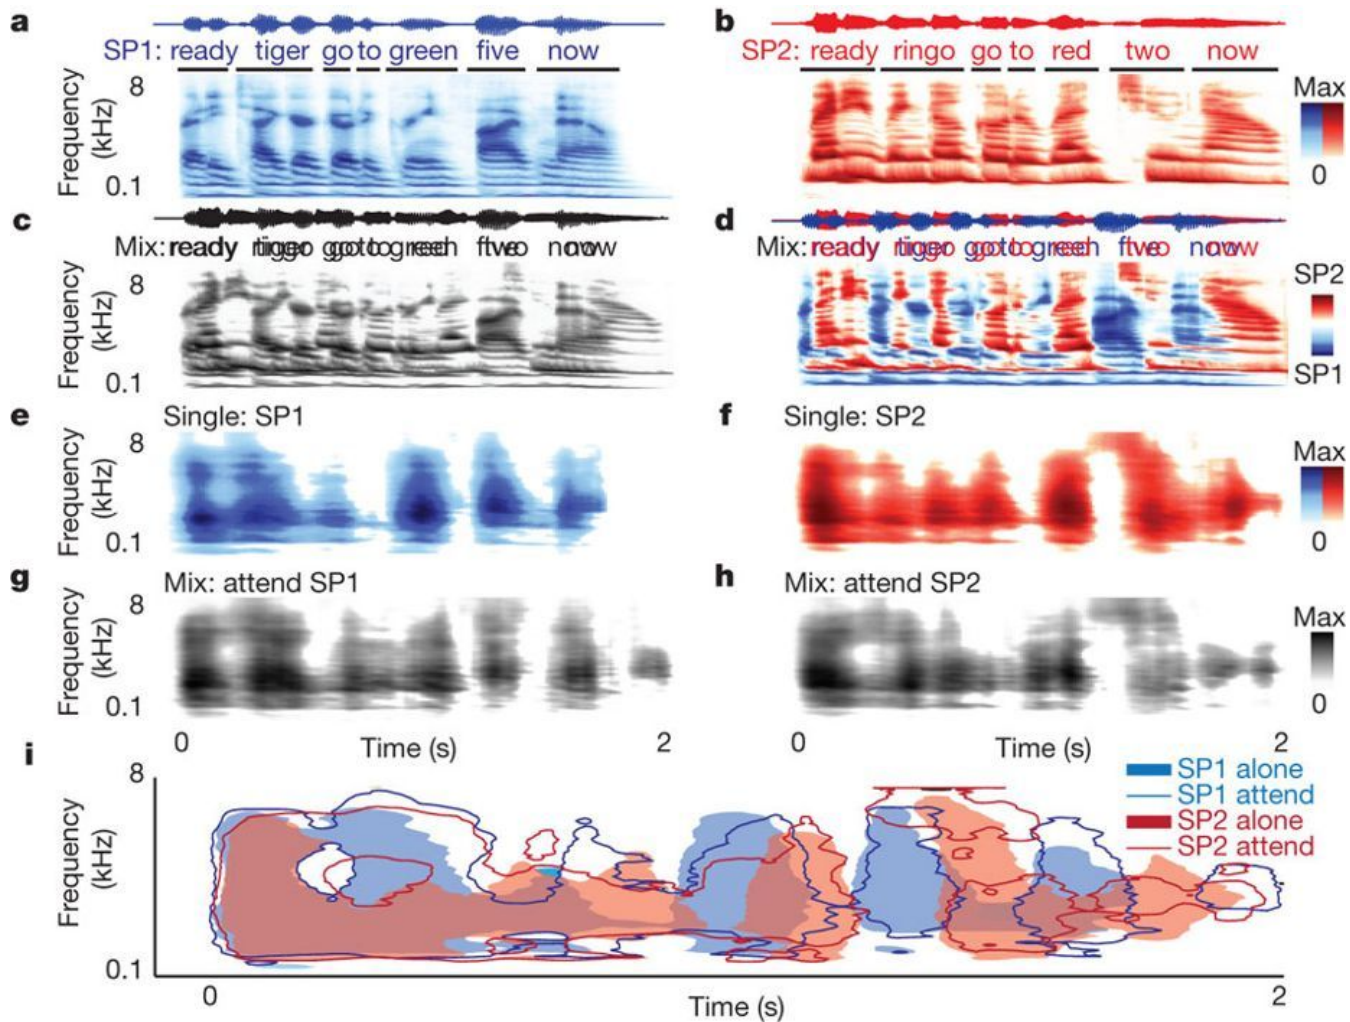 a
SP1: ready tiger go to green five now
Frequency (kHz)
8
0.1
b
SP2: ready ringo go to red two now
Max
0
c
Mix: ready
8
0.1
Frequency (kHz)
d
Mix: ready
SP2
SP1
e
Single: SP1
8
0.1
Frequency (kHz)
f
Single: SP2
Max
0
g
Mix: attend SP1
8
0.1
Frequency (kHz)
0
Time (s)
2
h
Mix: attend SP2
Max
0
0
Time (s)
2
i
8
0.1
Frequency (kHz)
SP1 alone
SP1 attend
SP2 alone
SP2 attend
0
Time (s)
2